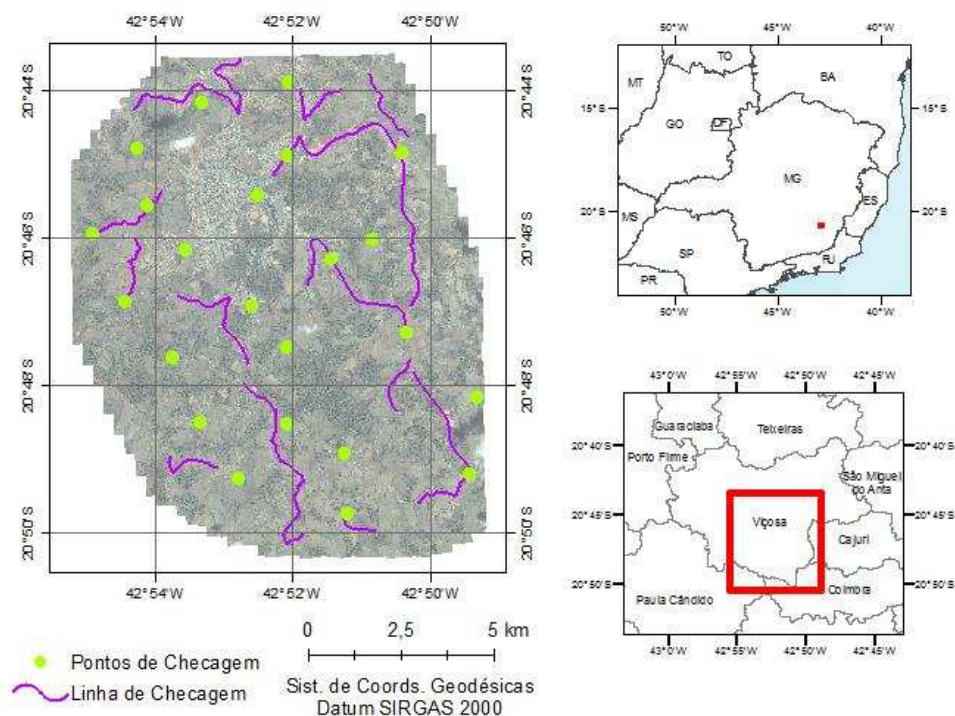 42°54'W 42°52'W 42°50'W
20°44'S 20°44'S
20°46'S 20°46'S
20°48'S 20°48'S
20°50'S 20°50'S
42°54'W 42°52'W 42°50'W
Pontos de Checagem
Linha de Checagem
0 2,5 5 km
Sist. de Coords. Geodésicas
Datum SIRGAS 2000
50°W 45°W 40°W
MT TO BA
15°S 15°S
GO DF
MG
MS ES
20°S 20°S
SP RJ
PR
50°W 45°W 40°W
43°0'W 42°55'W 42°50'W 42°45'W
Guaraciaba Teixeiras
20°40'S 20°40'S
Porto Firme
São Miguel
do Anta
20°45'S 20°45'S
Viçosa
Cajuri
20°50'S 20°50'S
Paula Cândido Coimbra
43°0'W 42°55'W 42°50'W 42°45'W